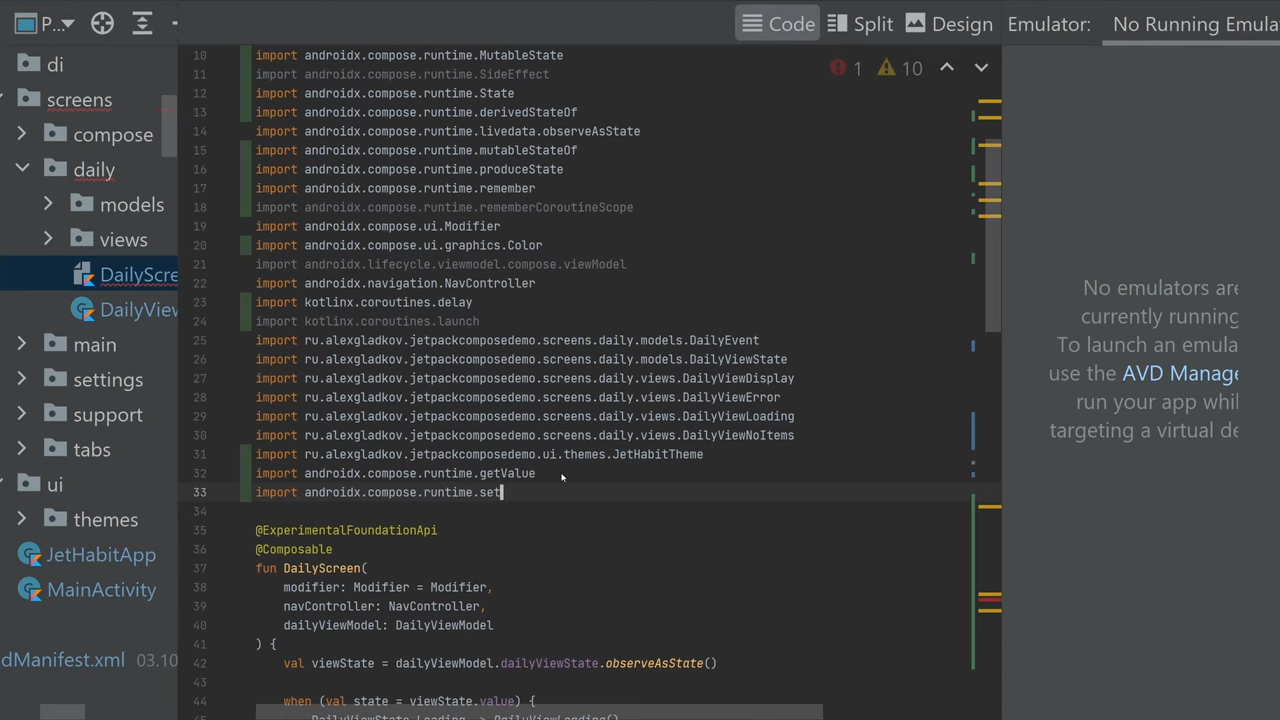 P...
Code
Split
Design
Emulator:
No Running Emula
di
screens
compose
daily
models
views
DailyScre
DailyView
main
settings
support
tabs
ui
themes
JetHabitApp
MainActivity
dManifest.xml 03.10
1
10
10 import androidx.compose.runtime.MutableState
11 import androidx.compose.runtime.SideEffect
12 import androidx.compose.runtime.State
13 import androidx.compose.runtime.derivedStateOf
14 import androidx.compose.runtime.livedata.observeAsState
15 import androidx.compose.runtime.mutableStateOf
16 import androidx.compose.runtime.produceState
17 import androidx.compose.runtime.remember
18 import androidx.compose.runtime.rememberCoroutineScope
19 import androidx.compose.ui.Modifier
20 import androidx.compose.ui.graphics.Color
21 import androidx.lifecycle.viewmodel.compose.viewModel
22 import androidx.navigation.NavController
23 import kotlinx.coroutines.delay
24 import kotlinx.coroutines.launch
25 import ru.alexgladkov.jetpackcomposedemo.screens.daily.models.DailyEvent
26 import ru.alexgladkov.jetpackcomposedemo.screens.daily.models.DailyViewState
27 import ru.alexgladkov.jetpackcomposedemo.screens.daily.views.DailyViewDisplay
28 import ru.alexgladkov.jetpackcomposedemo.screens.daily.views.DailyViewError
29 import ru.alexgladkov.jetpackcomposedemo.screens.daily.views.DailyViewLoading
30 import ru.alexgladkov.jetpackcomposedemo.screens.daily.views.DailyViewNoItems
31 import ru.alexgladkov.jetpackcomposedemo.ui.themes.JetHabitTheme
32 import androidx.compose.runtime.getValue
33 import androidx.compose.runtime.set
34
35 @ExperimentalFoundationApi
36 @Composable
37 fun DailyScreen(
38 modifier: Modifier = Modifier,
39 navController: NavController,
40 dailyViewModel: DailyViewModel
41 ) {
42 val viewState = dailyViewModel.dailyViewState.observeAsState()
43
44 when (val state = viewState.value) {
DailyViewState.Loading -> DailyViewLoading()
No emulators are
currently running
To launch an emula
use the AVD Manage
run your app whil
targeting a virtual de